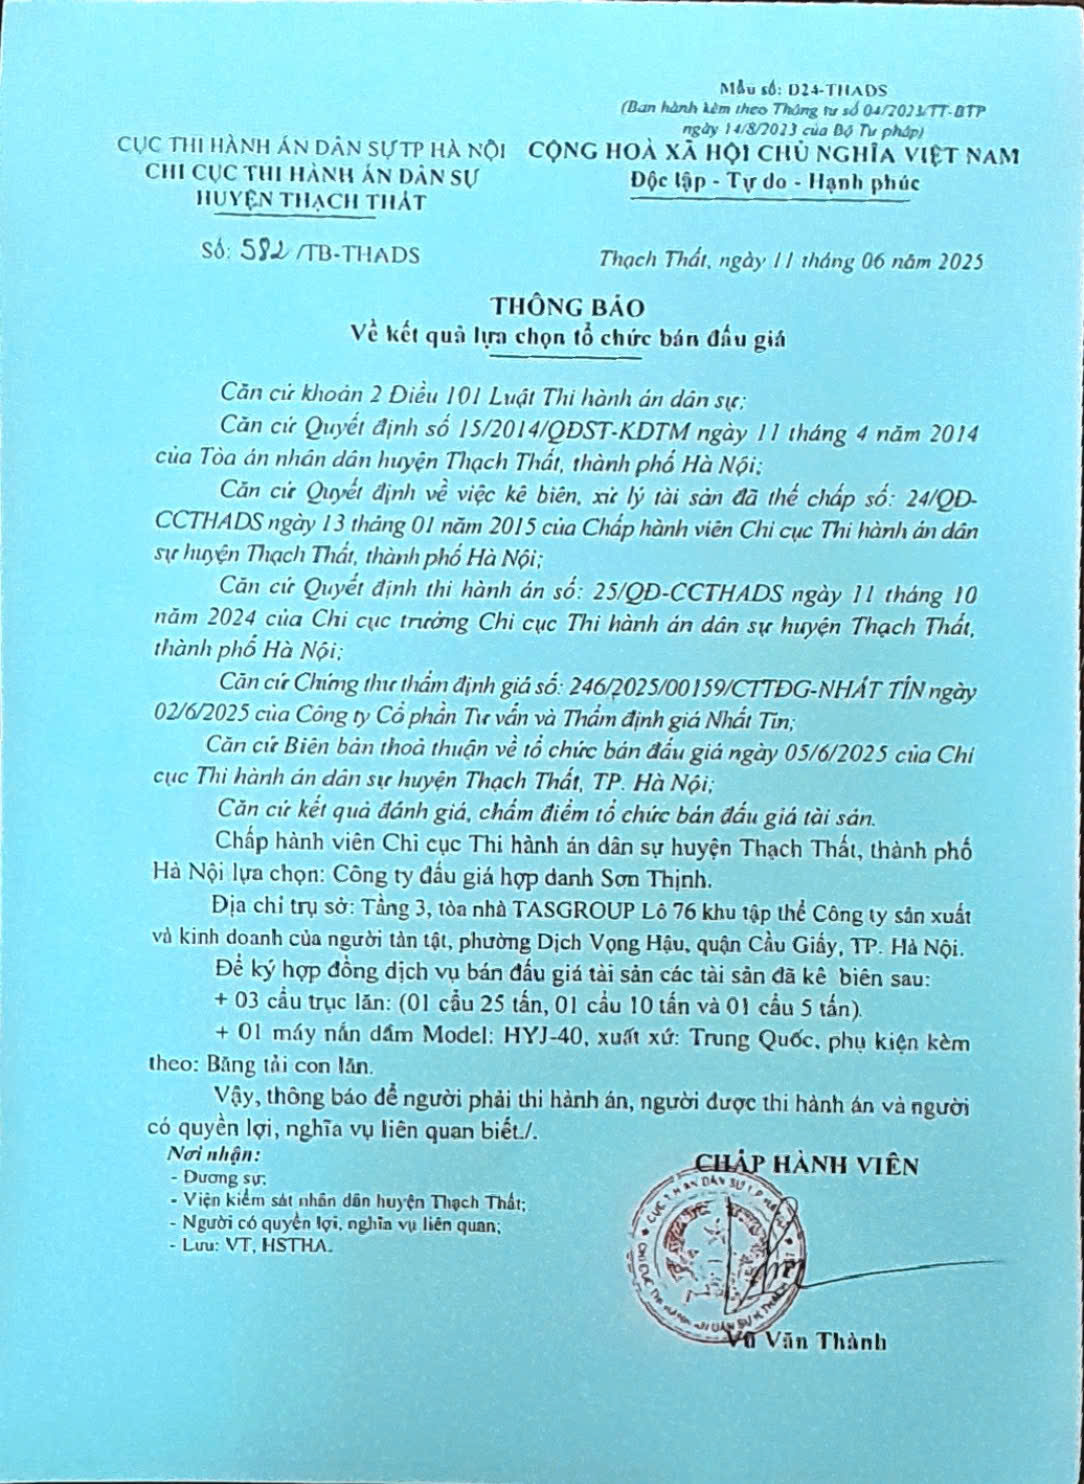 Mẫu số: D24-THADS
(Ban hành kèm theo Thông tư số 04/2023/TT-BTP
ngày 14/8/2023 của Bộ Tư pháp)
CỤC THI HÀNH ÁN DÂN SỰ TP HÀ NỘI
CHI CỤC THI HÀNH ÁN DÂN SỰ
HUYỆN THẠCH THẤT
CỘNG HOÀ XÃ HỘI CHỦ NGHĨA VIỆT NAM
Độc lập - Tự do - Hạnh phúc
Số: 582 /TB-THADS
Thạch Thất, ngày 11 tháng 06 năm 2025
THÔNG BÁO
Về kết quả lựa chọn tổ chức bán đấu giá
Căn cứ khoản 2 Điều 101 Luật Thi hành án dân sự;
Căn cứ Quyết định số 15/2014/QĐST-KDTM ngày 11 tháng 4 năm 2014
của Tòa án nhân dân huyện Thạch Thất, thành phố Hà Nội;
Căn cứ Quyết định về việc kê biên, xử lý tài sản đã thế chấp số: 24/QĐ-
CCTHADS ngày 13 tháng 01 năm 2015 của Chấp hành viên Chi cục Thi hành án dân
sự huyện Thạch Thất, thành phố Hà Nội;
Căn cứ Quyết định thi hành án số: 25/QĐ-CCTHADS ngày 11 tháng 10
năm 2024 của Chi cục trưởng Chi cục Thi hành án dân sự huyện Thạch Thất,
thành phố Hà Nội;
Căn cứ Chứng thư thẩm định giá số: 246/2025/00159/CTTĐG-NHẤT TÍN ngày
02/6/2025 của Công ty Cổ phần Tư vấn và Thẩm định giá Nhất Tín;
Căn cứ Biên bản thoả thuận về tổ chức bán đấu giá ngày 05/6/2025 của Chi
cục Thi hành án dân sự huyện Thạch Thất, TP. Hà Nội;
Căn cứ kết quả đánh giá, chấm điểm tổ chức bán đấu giá tài sản.
Chấp hành viên Chi cục Thi hành án dân sự huyện Thạch Thất, thành phố
Hà Nội lựa chọn: Công ty đấu giá hợp danh Sơn Thịnh.
Địa chỉ trụ sở: Tầng 3, tòa nhà TASGROUP Lô 76 khu tập thể Công ty sản xuất
và kinh doanh của người tàn tật, phường Dịch Vọng Hậu, quận Cầu Giấy, TP. Hà Nội.
Để ký hợp đồng dịch vụ bán đấu giá tài sản các tài sản đã kê biên sau:
+ 03 cẩu trục lăn: (01 cẩu 25 tấn, 01 cẩu 10 tấn và 01 cẩu 5 tấn).
+ 01 máy nắn dầm Model: HYJ-40, xuất xứ: Trung Quốc, phụ kiện kèm
theo: Băng tải con lăn.
Vậy, thông báo để người phải thi hành án, người được thi hành án và người
có quyền lợi, nghĩa vụ liên quan biết./.
Nơi nhận:
- Đương sự;
- Viện kiểm sát nhân dân huyện Thạch Thất;
- Người có quyền lợi, nghĩa vụ liên quan;
- Lưu: VT, HSTHA.
CHẤP HÀNH VIÊN
Vũ Văn Thành